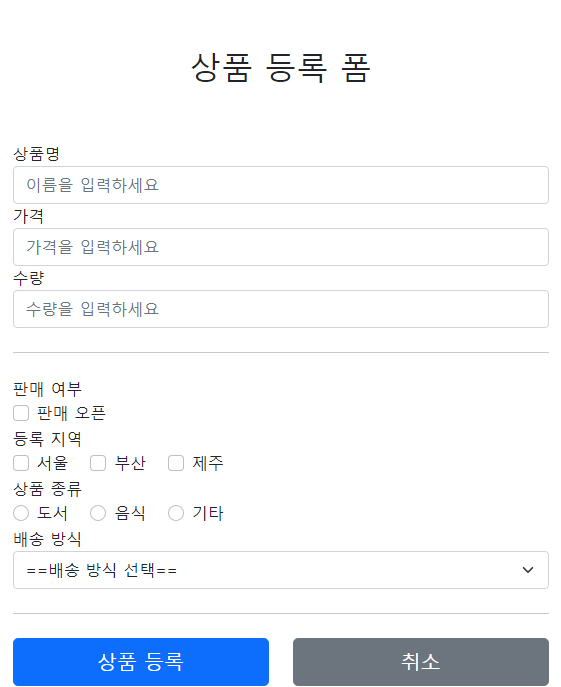 상품 등록 폼
상품명
이름을 입력하세요
가격
가격을 입력하세요
수량
수량을 입력하세요
판매 여부
판매 오픈
등록 지역
서울 부산 제주
상품 종류
도서 음식 기타
배송 방식
==배송 방식 선택==
상품 등록 취소